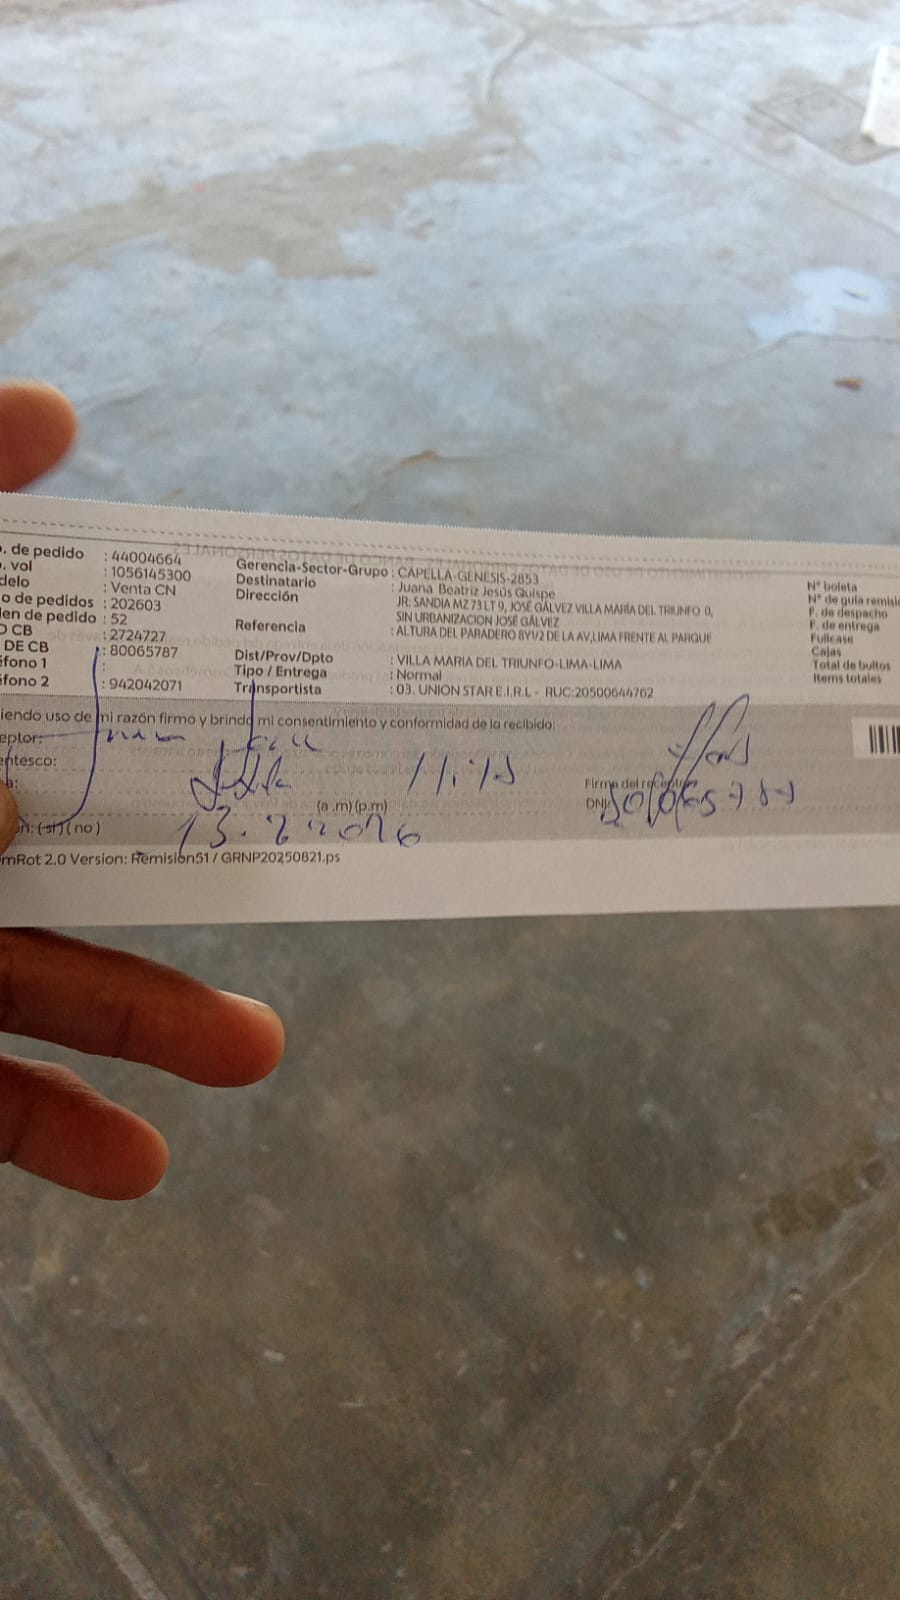 . de pedido : 44004664
. vol : 1056145300
delo : Venta CN
o de pedidos : 202603
den de pedido : 52
O CB : 2724727
DE CB : 80065787
éfono 1 :
éfono 2 : 942042071
Gerencia-Sector-Grupo : CAPELLA-GENESIS-2853
Destinatario : Juana Beatriz Jesús Quispe
Dirección : JR: SANDIA MZ 73 LT 9, JOSÉ GÁLVEZ VILLA MARÍA DEL TRIUNFO 0,
SIN URBANIZACION JOSÉ GÁLVEZ
Referencia : ALTURA DEL PARADERO 8Y1/2 DE LA AV,LIMA FRENTE AL PARQUE
Dist/Prov/Dpto : VILLA MARIA DEL TRIUNFO-LIMA-LIMA
Tipo / Entrega : Normal
Transportista : 03. UNION STAR E.I.R.L - RUC:20500644762
N° boleta
N° de guía remisi
F. de despacho
F. de entrega
Fullcase
Cajas
Total de bultos
Items totales
iendo uso de mi razón firmo y brindo mi consentimiento y conformidad de lo recibido:
eptor:
entesco:
a:
11:15
(a .m) (p.m)
Firma del receptor
DNI: 80065787
ón: (si) (no)
13.2 2026
mRot 2.0 Version: Remision51 / GRNP20250821.ps